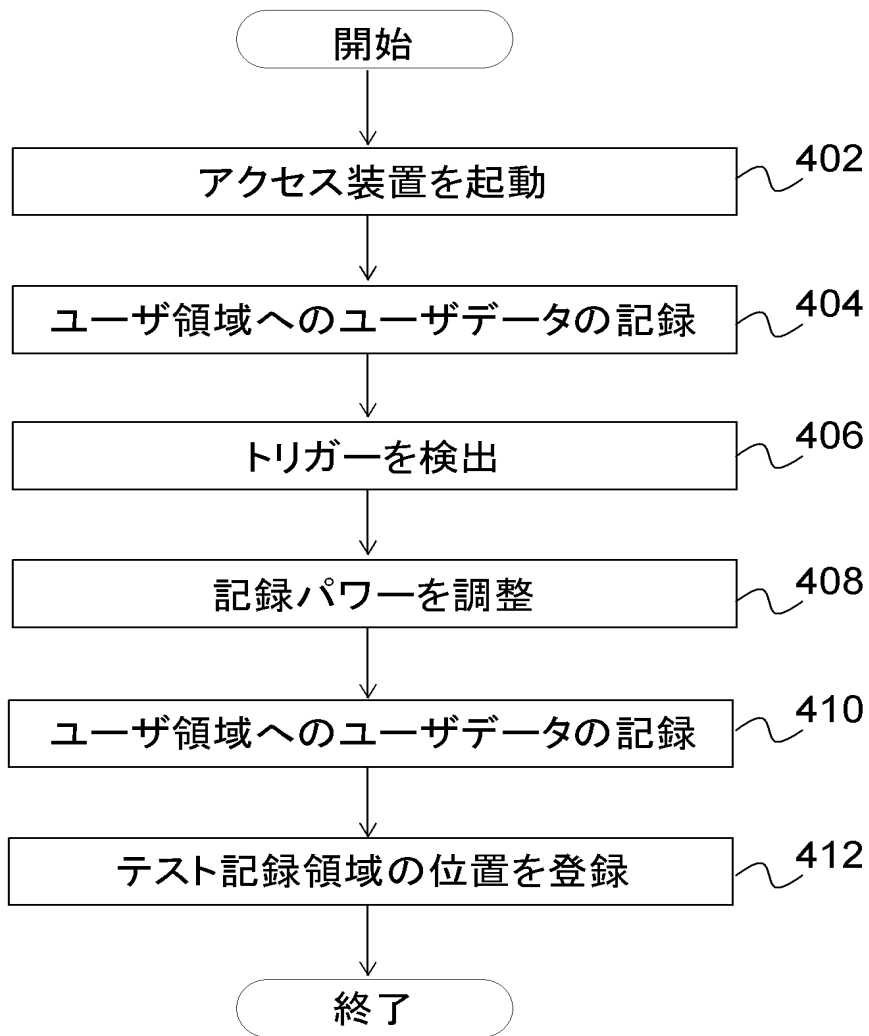 開始
アクセス装置を起動
402
ユーザ領域へのユーザデータの記録
404
トリガーを検出
406
記録パワーを調整
408
ユーザ領域へのユーザデータの記録
410
テスト記録領域の位置を登録
412
終了